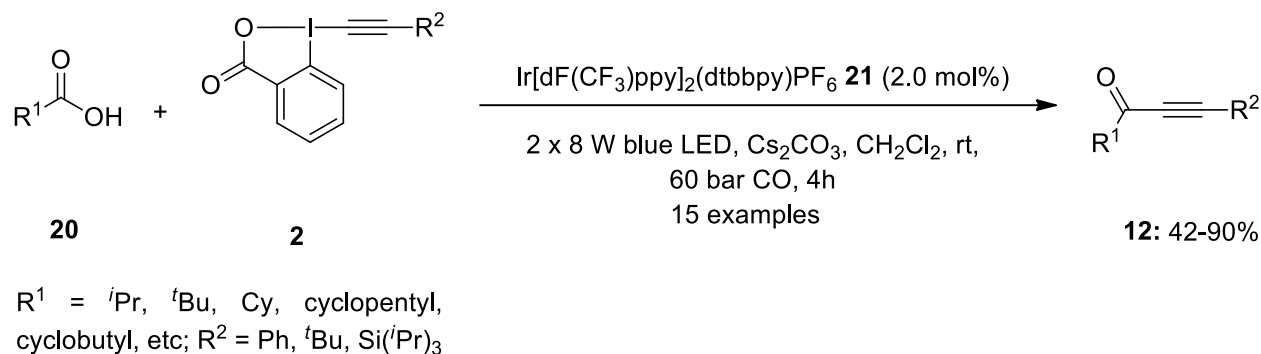 O I R²
O
O
R¹ OH
+
Ir[dF(CF₃)ppy]₂(dtbbpy)PF₆ 21 (2.0 mol%)
2 x 8 W blue LED, Cs₂CO₃, CH₂Cl₂, rt,
60 bar CO, 4h
15 examples
O
R¹ R²
20
2
12: 42-90%
R¹ = ⁱPr, ᵗBu, Cy, cyclopentyl,
cyclobutyl, etc; R² = Ph, ᵗBu, Si(ⁱPr)₃